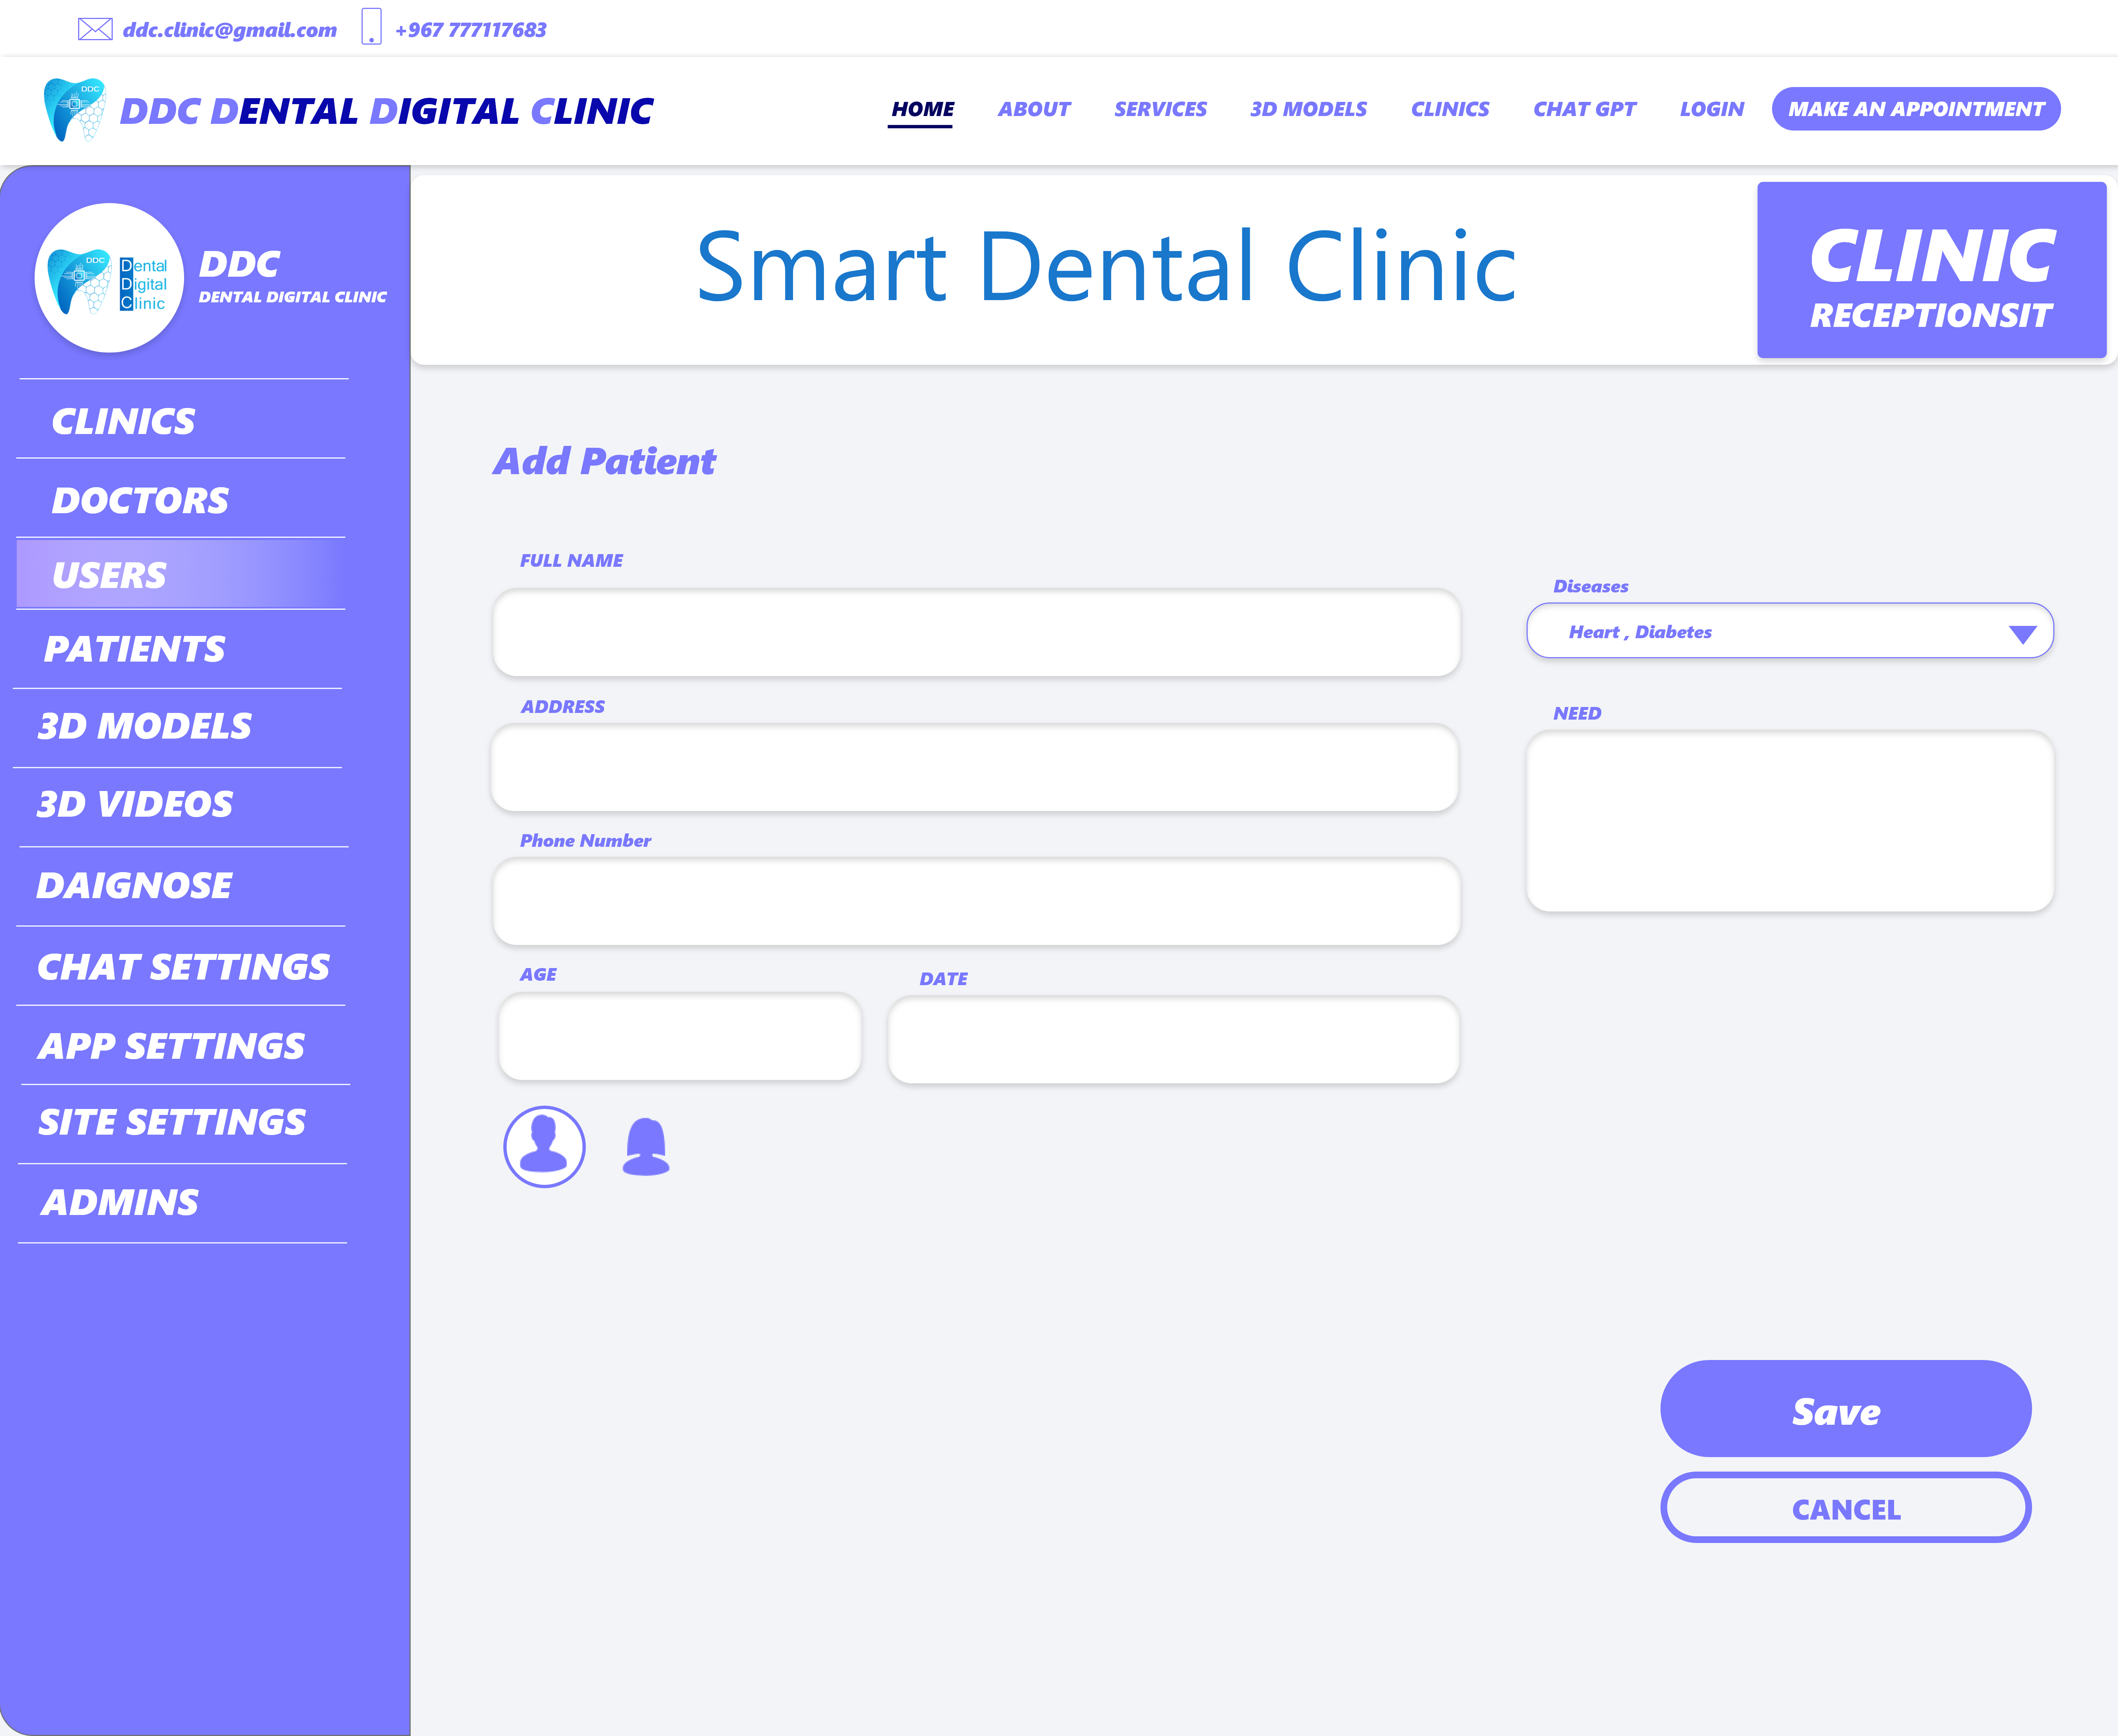 ddc.clinic@gmail.com +967 777117683
DDC
DDC DENTAL DIGITAL CLINIC
HOME ABOUT SERVICES 3D MODELS CLINICS CHAT GPT LOGIN MAKE AN APPOINTMENT
DDC
Dental
Digital
Clinic
DDC
DENTAL DIGITAL CLINIC
Smart Dental Clinic
CLINIC
RECEPTIONSIT
CLINICS
DOCTORS
USERS
PATIENTS
3D MODELS
3D VIDEOS
DAIGNOSE
CHAT SETTINGS
APP SETTINGS
SITE SETTINGS
ADMINS
Add Patient
FULL NAME
ADDRESS
Phone Number
AGE
DATE
Diseases
Heart , Diabetes
NEED
Save
CANCEL